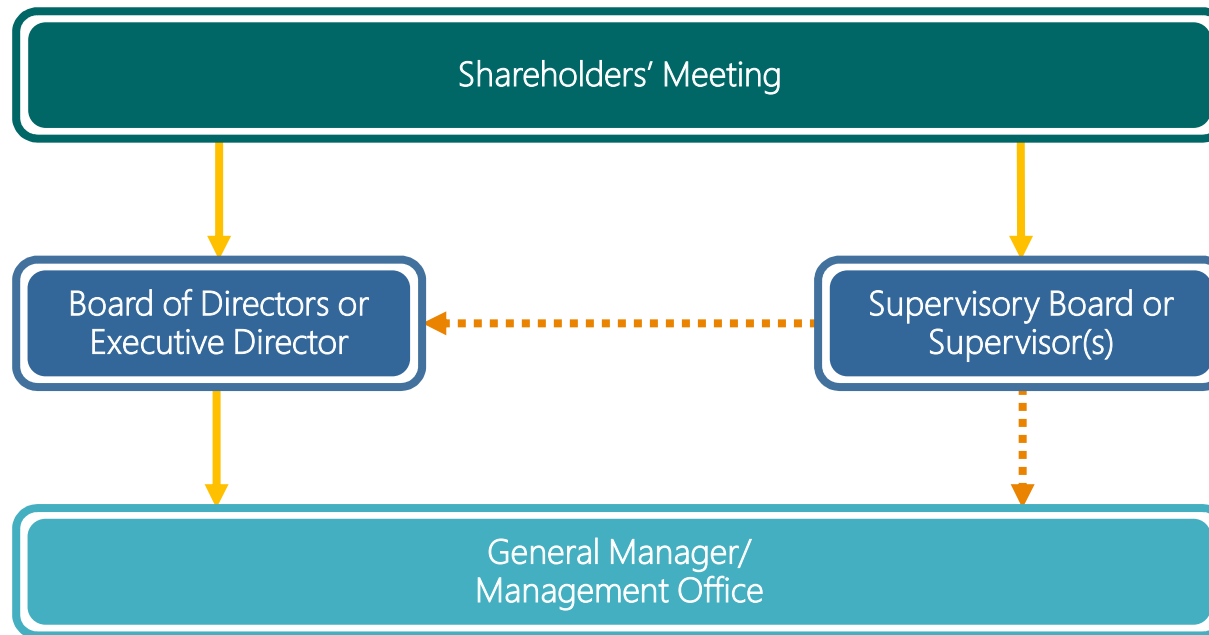 Shareholders’ Meeting
Board of Directors or
Executive Director
Supervisory Board or
Supervisor(s)
General Manager/
Management Office